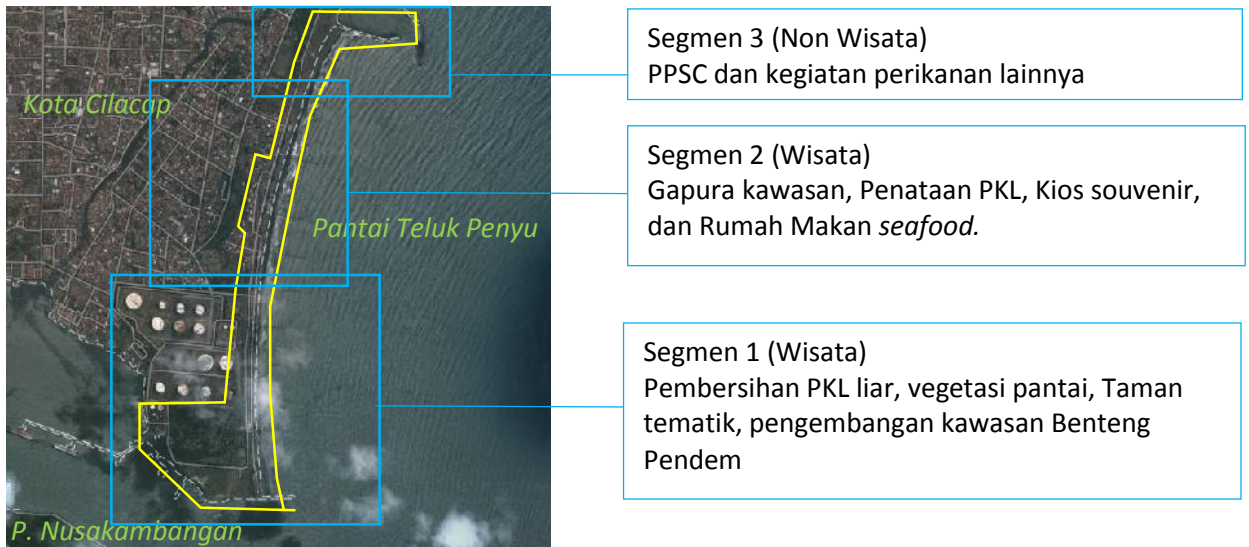 Kota Cilacap
Pantai Teluk Penyu
P. Nusakambangan
Segmen 3 (Non Wisata)
PPSC dan kegiatan perikanan lainnya
Segmen 2 (Wisata)
Gapura kawasan, Penataan PKL, Kios souvenir,
dan Rumah Makan seafood.
Segmen 1 (Wisata)
Pembersihan PKL liar, vegetasi pantai, Taman
tematik, pengembangan kawasan Benteng
Pendem